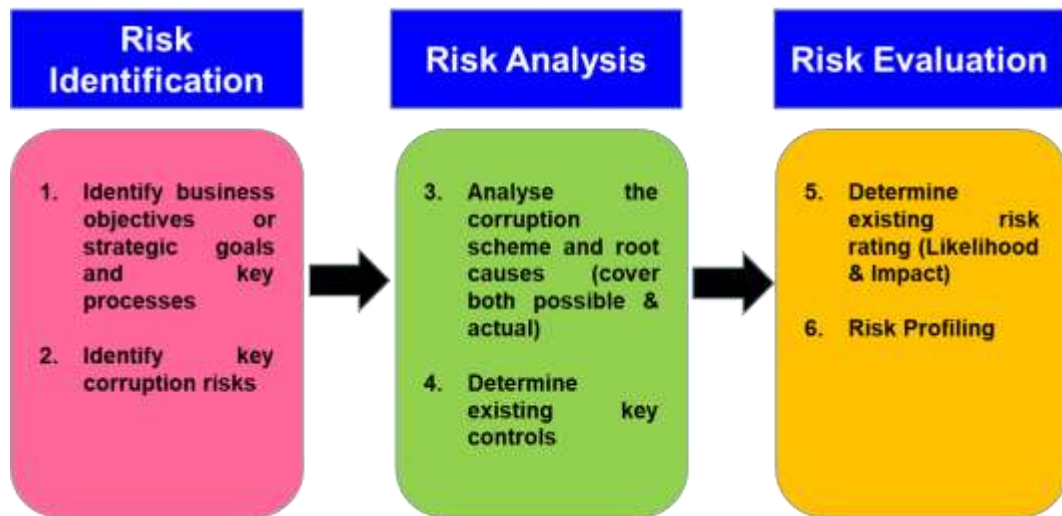 Risk
Identification
1. Identify business
objectives or
strategic goals
and key
processes
2. Identify key
corruption risks
Risk Analysis
3. Analyse the
corruption
scheme and root
causes (cover
both possible &
actual)
4. Determine
existing key
controls
Risk Evaluation
5. Determine
existing risk
rating (Likelihood
& Impact)
6. Risk Profiling